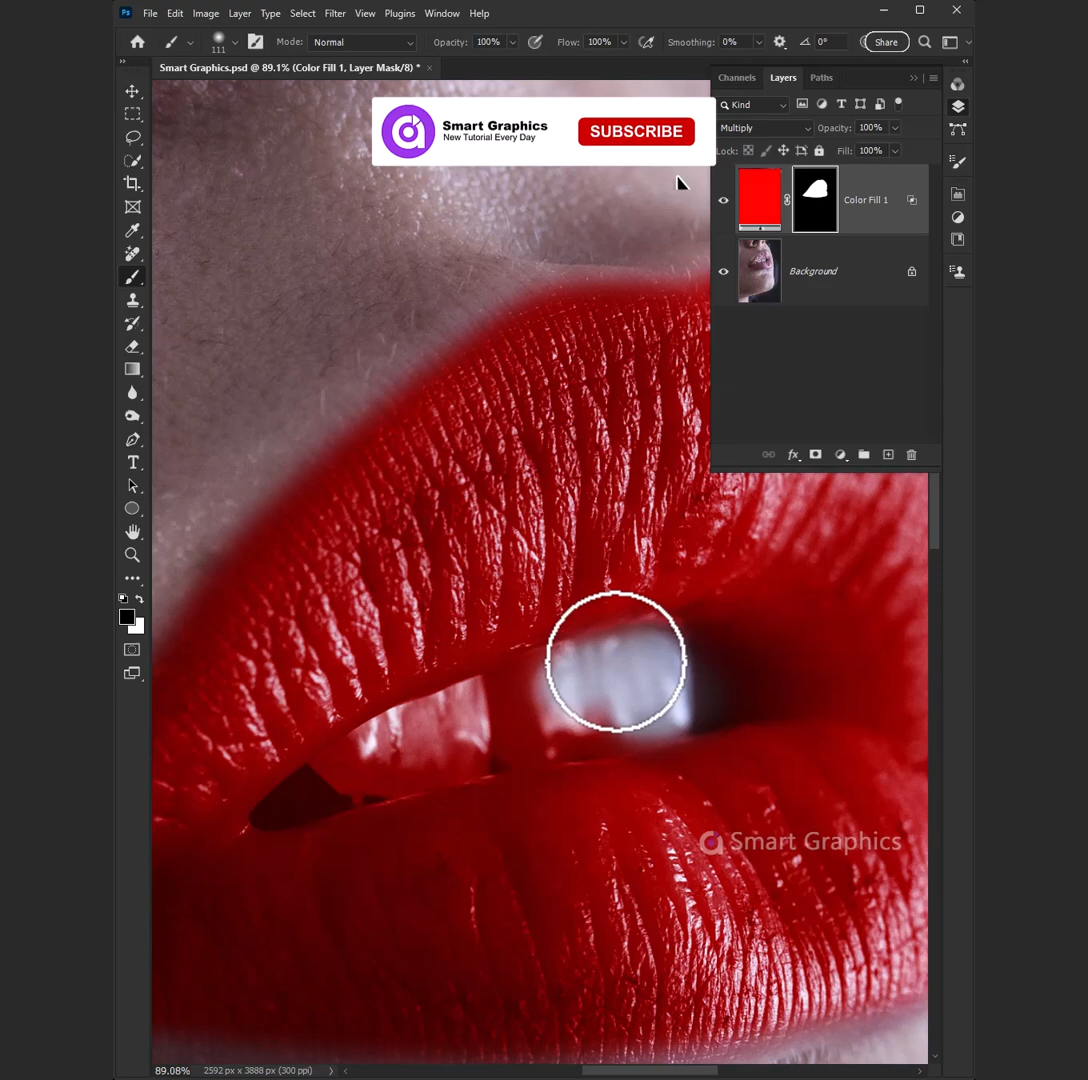 Ps File Edit Image Layer Type Select Filter View Plugins Window Help
111 Mode: Normal Opacity: 100% Flow: 100% Smoothing: 0% 0° Share
Smart Graphics.psd @ 89.1% (Color Fill 1, Layer Mask/8) * ×
Channels Layers Paths
Kind
Smart Graphics
New Tutorial Every Day
SUBSCRIBE
Multiply Opacity: 100%
Lock: Fill: 100%
Color Fill 1
Background
fx
Smart Graphics
89.08% 2592 px x 3888 px (300 ppi)